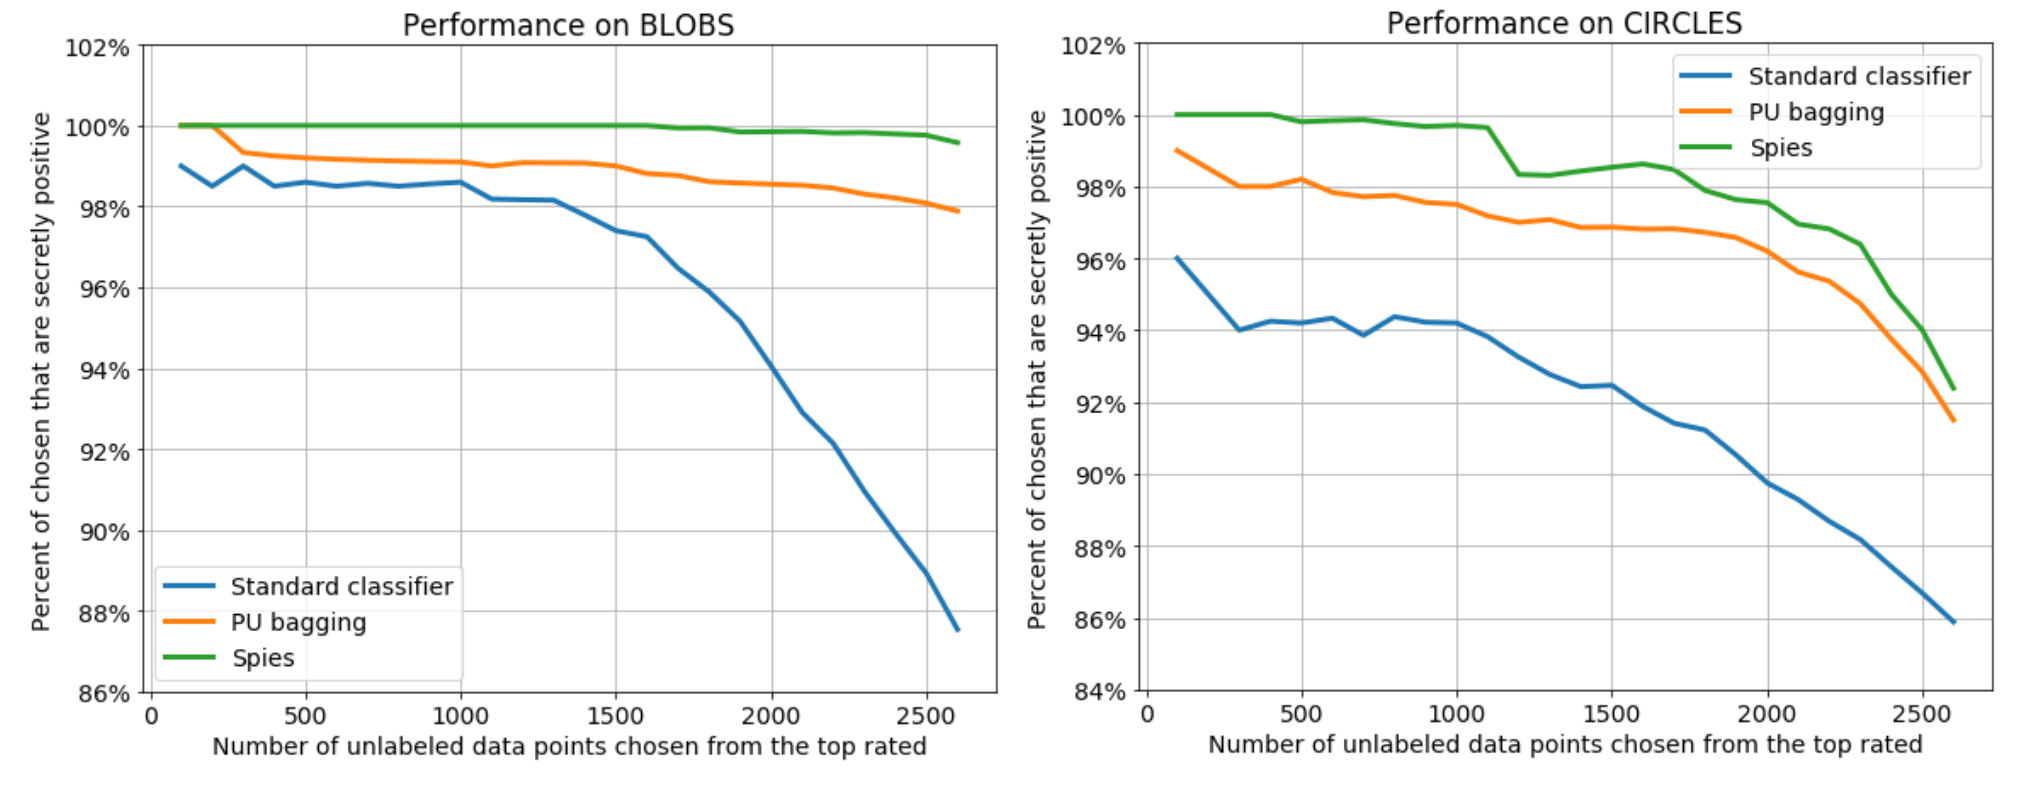 Performance on BLOBS
102%
100%
98%
96%
94%
92%
90%
88%
86%
Percent of chosen that are secretly positive
Standard classifier
PU bagging
Spies
0
500
1000
1500
2000
2500
Number of unlabeled data points chosen from the top rated
Performance on CIRCLES
102%
100%
98%
96%
94%
92%
90%
88%
86%
84%
Percent of chosen that are secretly positive
Standard classifier
PU bagging
Spies
0
500
1000
1500
2000
2500
Number of unlabeled data points chosen from the top rated